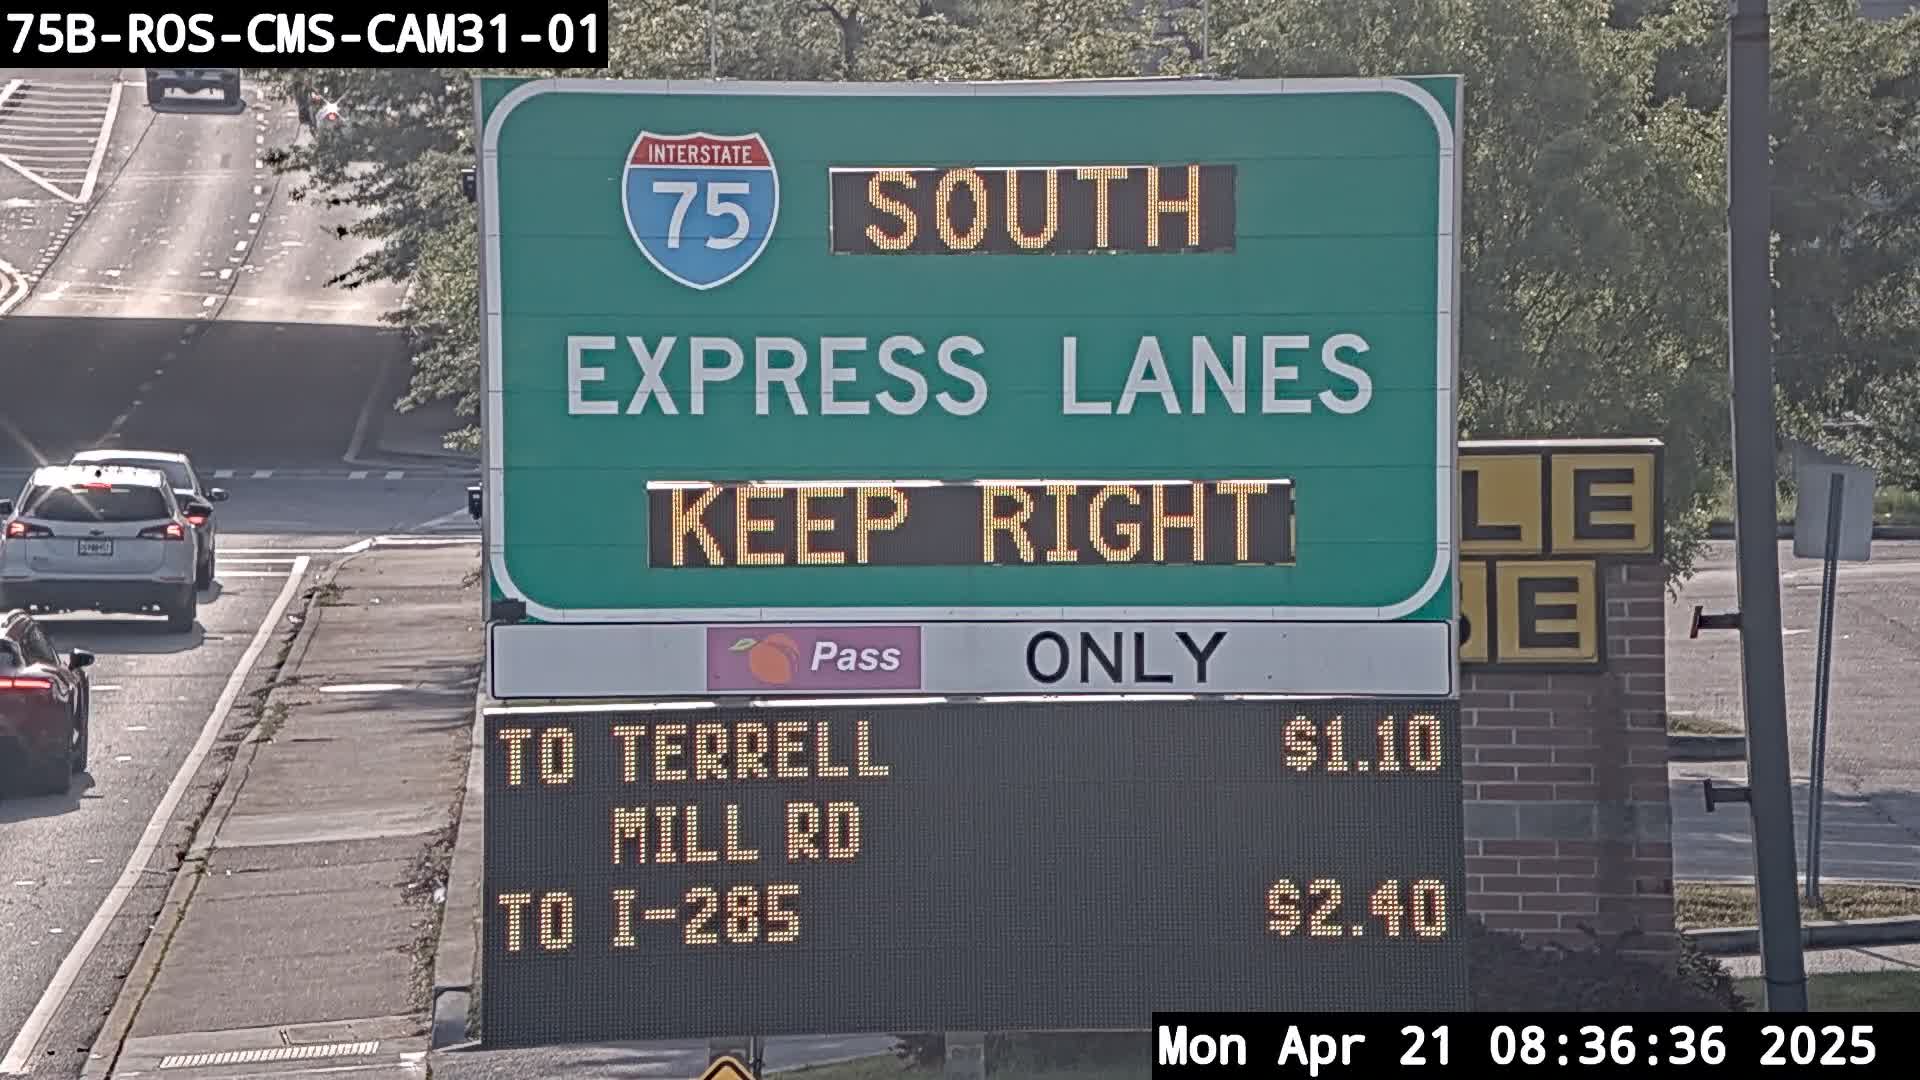 75B-ROS-CMS-CAM31-01
INTERSTATE
75
SOUTH
EXPRESS LANES
KEEP RIGHT
Pass ONLY
TO TERRELL $1.10
MILL RD
TO I-285 $2.40
LE
E
Mon Apr 21 08:36:36 2025